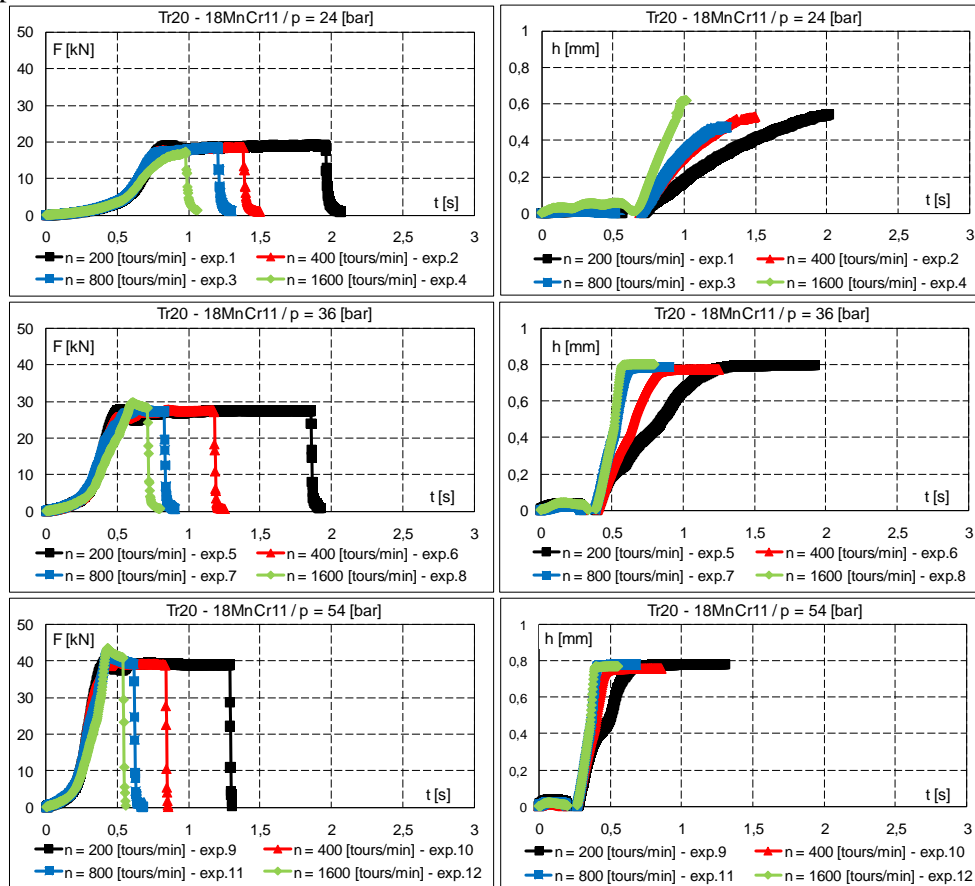 Tr20 - 18MnCr11 / p = 24 [bar]
F [kN]
50
40
30
20
10
0
t [s]
0 0,5 1 1,5 2 2,5 3
n = 200 [tours/min] - exp.1 n = 400 [tours/min] - exp.2
n = 800 [tours/min] - exp.3 n = 1600 [tours/min] - exp.4
Tr20 - 18MnCr11 / p = 24 [bar]
h [mm]
1
0,8
0,6
0,4
0,2
0
t [s]
0 0,5 1 1,5 2 2,5 3
n = 200 [tours/min] - exp.1 n = 400 [tours/min] - exp.2
n = 800 [tours/min] - exp.3 n = 1600 [tours/min] - exp.4
Tr20 - 18MnCr11 / p = 36 [bar]
F [kN]
50
40
30
20
10
0
t [s]
0 0,5 1 1,5 2 2,5 3
n = 200 [tours/min] - exp.5 n = 400 [tours/min] - exp.6
n = 800 [tours/min] - exp.7 n = 1600 [tours/min] - exp.8
Tr20 - 18MnCr11 / p = 36 [bar]
h [mm]
1
0,8
0,6
0,4
0,2
0
t [s]
0 0,5 1 1,5 2 2,5 3
n = 200 [tours/min] - exp.5 n = 400 [tours/min] - exp.6
n = 800 [tours/min] - exp.7 n = 1600 [tours/min] - exp.8
Tr20 - 18MnCr11 / p = 54 [bar]
F [kN]
50
40
30
20
10
0
t [s]
0 0,5 1 1,5 2 2,5 3
n = 200 [tours/min] - exp.9 n = 400 [tours/min] - exp.10
n = 800 [tours/min] - exp.11 n = 1600 [tours/min] - exp.12
Tr20 - 18MnCr11 / p = 54 [bar]
h [mm]
1
0,8
0,6
0,4
0,2
0
t [s]
0 0,5 1 1,5 2 2,5 3
n = 200 [tours/min] - exp.9 n = 400 [tours/min] - exp.10
n = 800 [tours/min] - exp.11 n = 1600 [tours/min] - exp.12